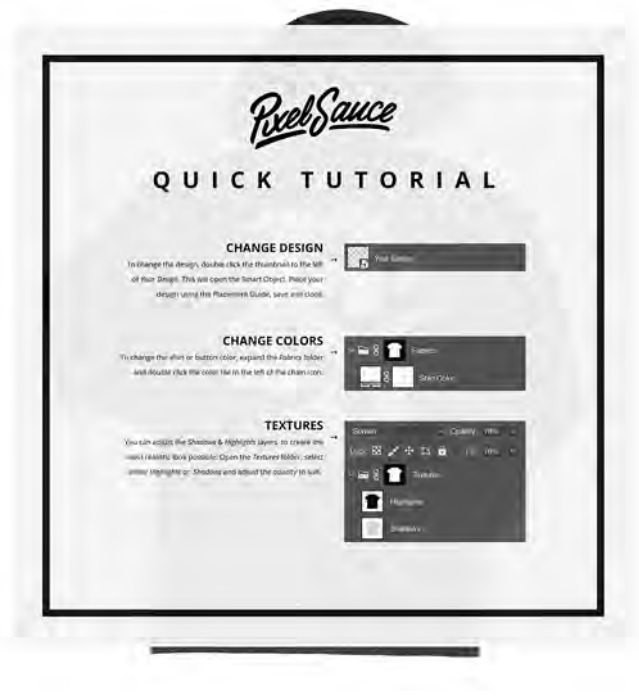 PixelSauce
QUICK TUTORIAL
CHANGE DESIGN
To change the design, double click the thumbnail to the left
of Your Design. This will open the Smart Object. Place your
design using the Placement Guide, save and close.
Your Design
CHANGE COLORS
To change the shirt or button color, expand the Fabrics folder
and double click the color tile to the left of the chain icon.
Fabrics
Shirt Color
TEXTURES
You can adjust the Shadows & Highlights layers, to create the
most realistic look possible. Open the Textures folder, select
either Highlights or Shadows and adjust the opacity to suit.
Screen Opacity:
Lock:
Textures
Highlights
Shadows